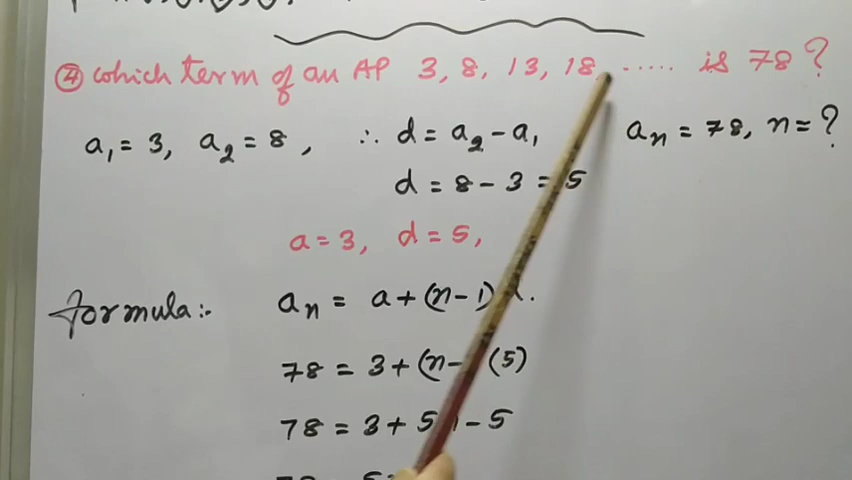 ④ which term of an AP 3, 8, 13, 18, ..... is 78 ?
a₁ = 3, a₂ = 8 , ∴ d = a₂ - a₁ aₙ = 78, n = ?
d = 8 - 3 = 5
a = 3, d = 5,
Formula:- aₙ = a + (n - 1)
78 = 3 + (n - (5)
78 = 3 + 5 - 5